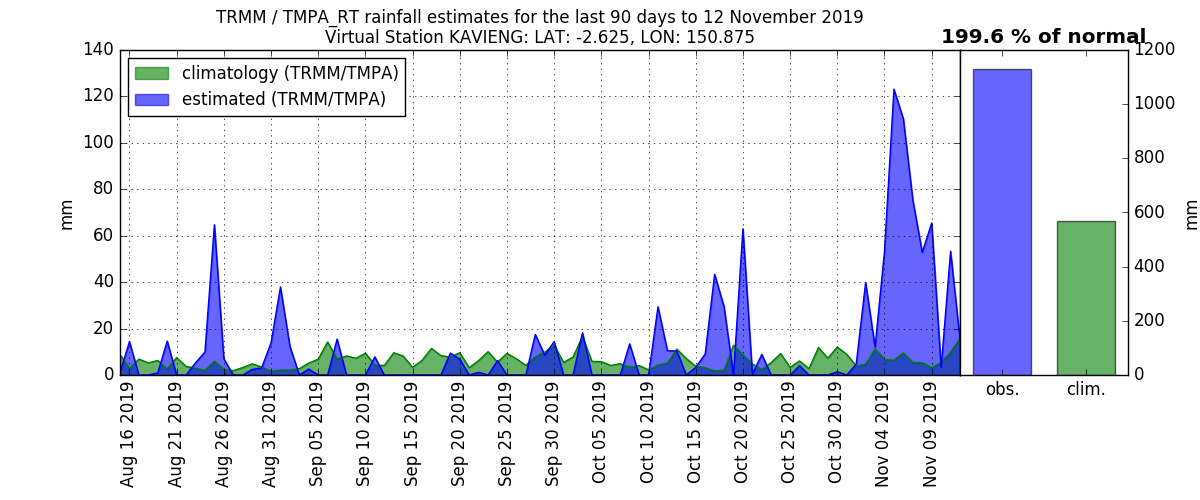 TRMM / TMPA_RT rainfall estimates for the last 90 days to 12 November 2019
Virtual Station KAVIENG: LAT: -2.625, LON: 150.875
199.6 % of normal
climatology (TRMM/TMPA)
estimated (TRMM/TMPA)
mm
140
120
100
80
60
40
20
0
Aug 16 2019
Aug 21 2019
Aug 26 2019
Aug 31 2019
Sep 05 2019
Sep 10 2019
Sep 15 2019
Sep 20 2019
Sep 25 2019
Sep 30 2019
Oct 05 2019
Oct 10 2019
Oct 15 2019
Oct 20 2019
Oct 25 2019
Oct 30 2019
Nov 04 2019
Nov 09 2019
obs.
clim.
1200
1000
800
600
400
200
0
mm